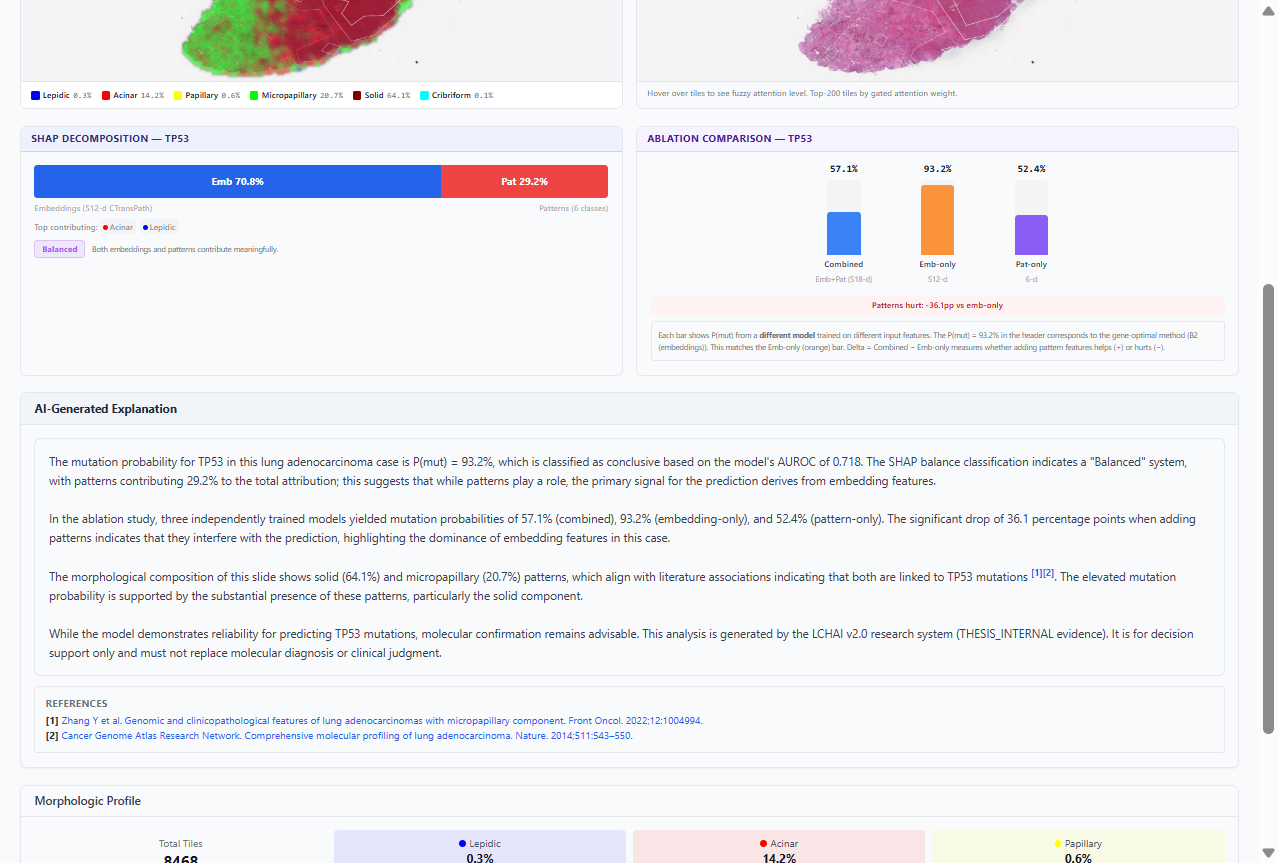 Lepidic 0.3% Acinar 14.2% Papillary 0.6% Micropapillary 20.7% Solid 64.1% Cribriform 0.1%
Hover over tiles to see fuzzy attention level. Top-200 tiles by gated attention weight.
SHAP DECOMPOSITION — TP53
Emb 70.8% Pat 29.2%
Embeddings (512-d CTransPath) Patterns (6 classes)
Top contributing: Acinar Lepidic
Balanced Both embeddings and patterns contribute meaningfully.
ABLATION COMPARISON — TP53
57.1% 93.2% 52.4%
Combined Emb-only Pat-only
Emb+Pat (518-d) 512-d 6-d
Patterns hurt: -36.1pp vs emb-only
Each bar shows P(mut) from a different model trained on different input features. The P(mut) = 93.2% in the header corresponds to the gene-optimal method (B2
(embeddings)). This matches the Emb-only (orange) bar. Delta = Combined − Emb-only measures whether adding pattern features helps (+) or hurts (−).
AI-Generated Explanation
The mutation probability for TP53 in this lung adenocarcinoma case is P(mut) = 93.2%, which is classified as conclusive based on the model's AUROC of 0.718. The SHAP balance classification indicates a "Balanced" system,
with patterns contributing 29.2% to the total attribution; this suggests that while patterns play a role, the primary signal for the prediction derives from embedding features.
In the ablation study, three independently trained models yielded mutation probabilities of 57.1% (combined), 93.2% (embedding-only), and 52.4% (pattern-only). The significant drop of 36.1 percentage points when adding
patterns indicates that they interfere with the prediction, highlighting the dominance of embedding features in this case.
The morphological composition of this slide shows solid (64.1%) and micropapillary (20.7%) patterns, which align with literature associations indicating that both are linked to TP53 mutations [1][2]. The elevated mutation
probability is supported by the substantial presence of these patterns, particularly the solid component.
While the model demonstrates reliability for predicting TP53 mutations, molecular confirmation remains advisable. This analysis is generated by the LCHAI v2.0 research system (THESIS_INTERNAL evidence). It is for decision
support only and must not replace molecular diagnosis or clinical judgment.
REFERENCES
[1] Zhang Y et al. Genomic and clinicopathological features of lung adenocarcinomas with micropapillary component. Front Oncol. 2022;12:1004994.
[2] Cancer Genome Atlas Research Network. Comprehensive molecular profiling of lung adenocarcinoma. Nature. 2014;511:543–550.
Morphologic Profile
Total Tiles Lepidic Acinar Papillary
8468 0.3% 14.2% 0.6%